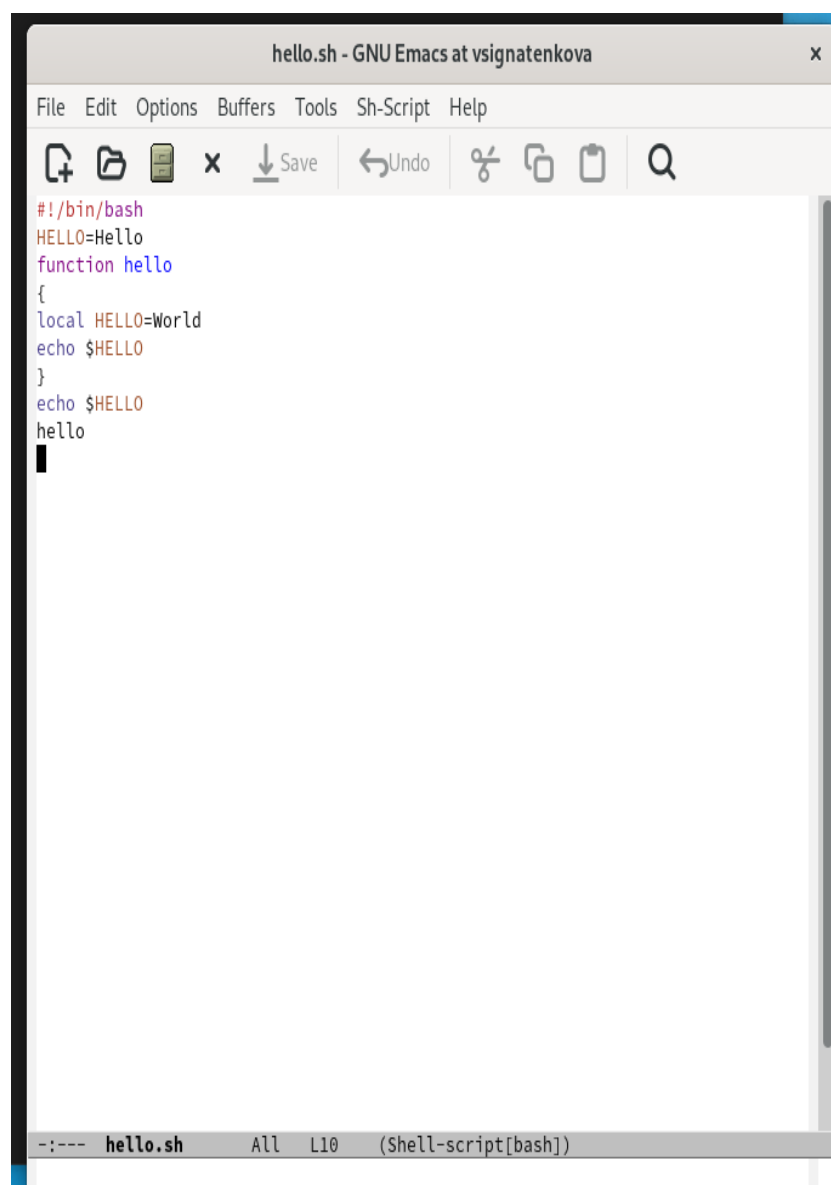 hello.sh - GNU Emacs at vsignatenkova
File Edit Options Buffers Tools Sh-Script Help
Save Undo
#!/bin/bash
HELLO=Hello
function hello
{
local HELLO=World
echo $HELLO
}
echo $HELLO
hello
-:--- hello.sh All L10 (Shell-script[bash])